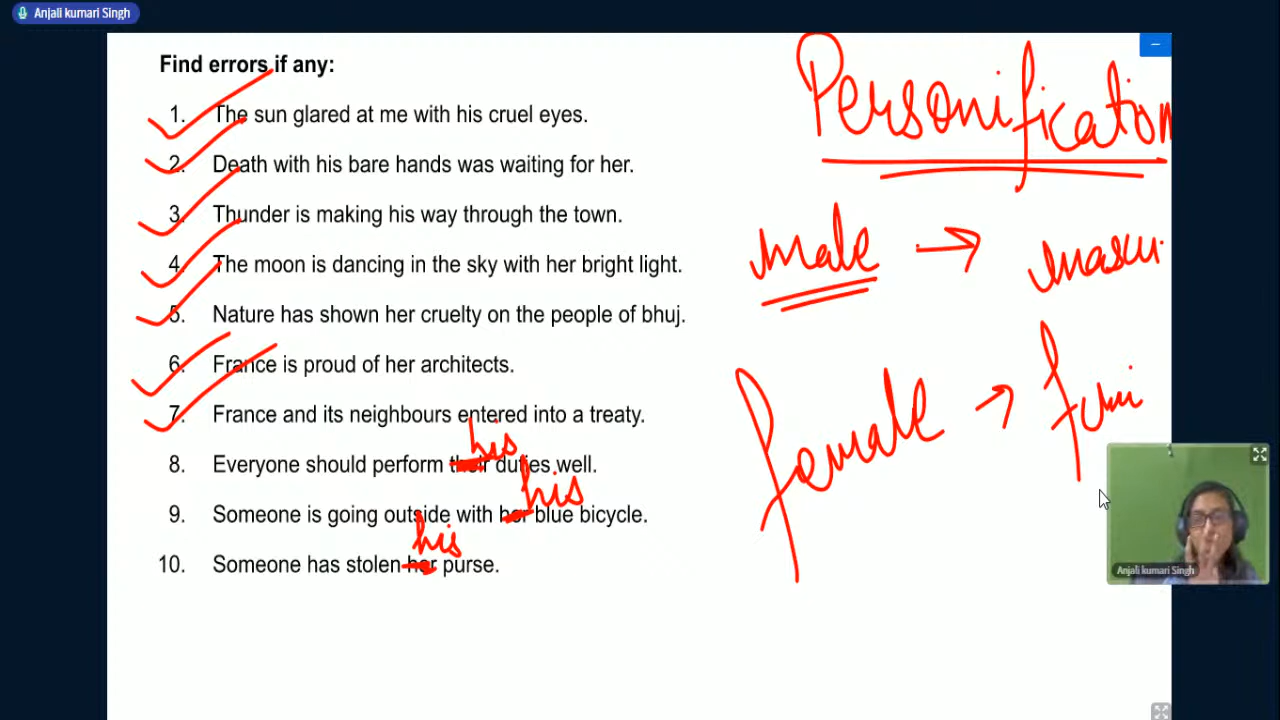 Anjali kumari Singh
Find errors if any:
1. The sun glared at me with his cruel eyes.
2. Death with his bare hands was waiting for her.
3. Thunder is making his way through the town.
4. The moon is dancing in the sky with her bright light.
5. Nature has shown her cruelty on the people of bhuj.
6. France is proud of her architects.
7. France and its neighbours entered into a treaty.
his
8. Everyone should perform their duties well.
his
9. Someone is going outside with her blue bicycle.
his
10. Someone has stolen her purse.
Personification
male → mascu.
female → femi
Anjali kumari Singh